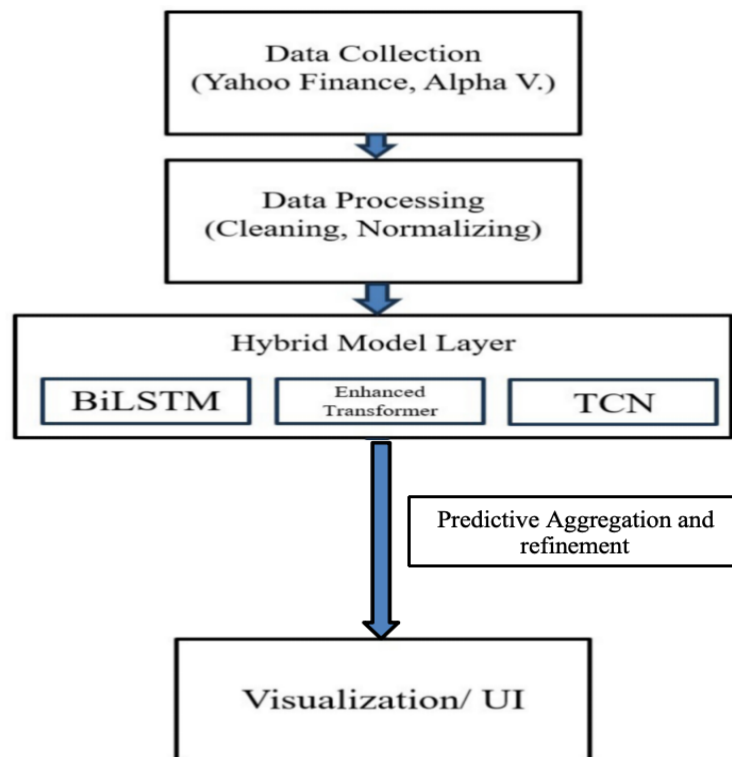 Data Collection
(Yahoo Finance, Alpha V.)
Data Processing
(Cleaning, Normalizing)
Hybrid Model Layer
BiLSTM
Enhanced
Transformer
TCN
Predictive Aggregation and
refinement
Visualization/ UI